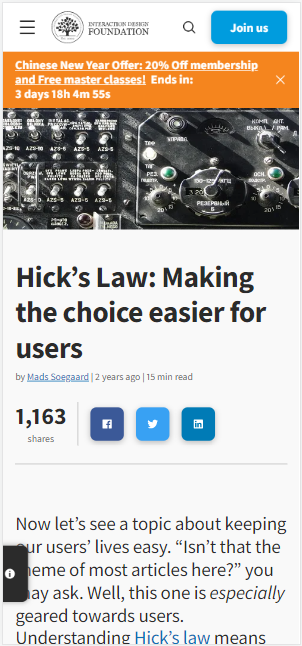 INTERACTION DESIGN
FOUNDATION
Join us
Chinese New Year Offer: 20% Off membership
and Free master classes! Ends in:
3 days 18h 4m 55s
Hick's Law: Making
the choice easier for
users
by Mads Soegaard | 2 years ago | 15 min read
1,163
shares
Now let's see a topic about keeping
our users' lives easy. “Isn't that the
theme of most articles here?” you
may ask. Well, this one is especially
geared towards users.
Understanding Hick's law means